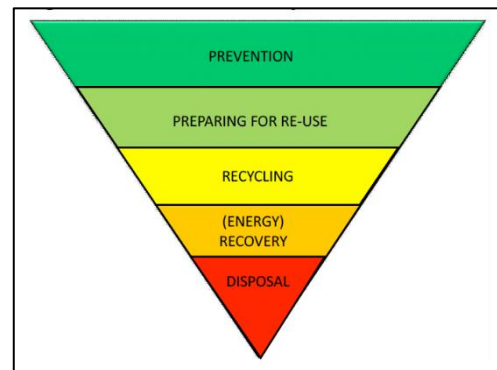 PREVENTION
PREPARING FOR RE-USE
RECYCLING
(ENERGY)
RECOVERY
DISPOSAL